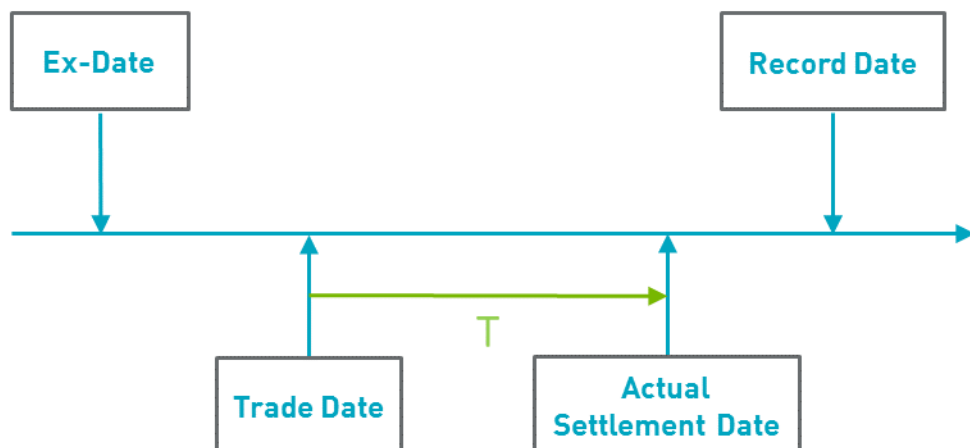 Ex-Date
Record Date
T
Trade Date
Actual
Settlement Date